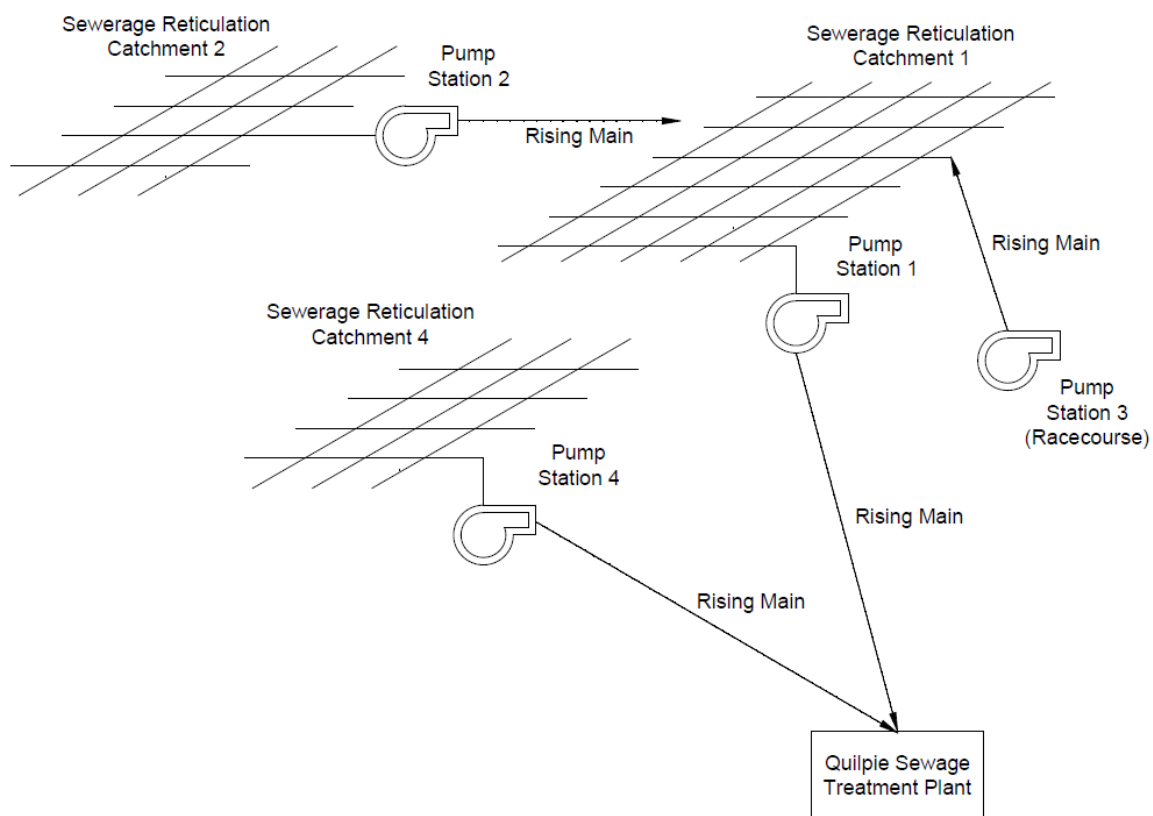 Sewerage Reticulation
Catchment 2
Pump
Station 2
Rising Main
Sewerage Reticulation
Catchment 1
Pump
Station 1
Rising Main
Pump
Station 3
(Racecourse)
Sewerage Reticulation
Catchment 4
Pump
Station 4
Rising Main
Rising Main
Quilpie Sewage
Treatment Plant